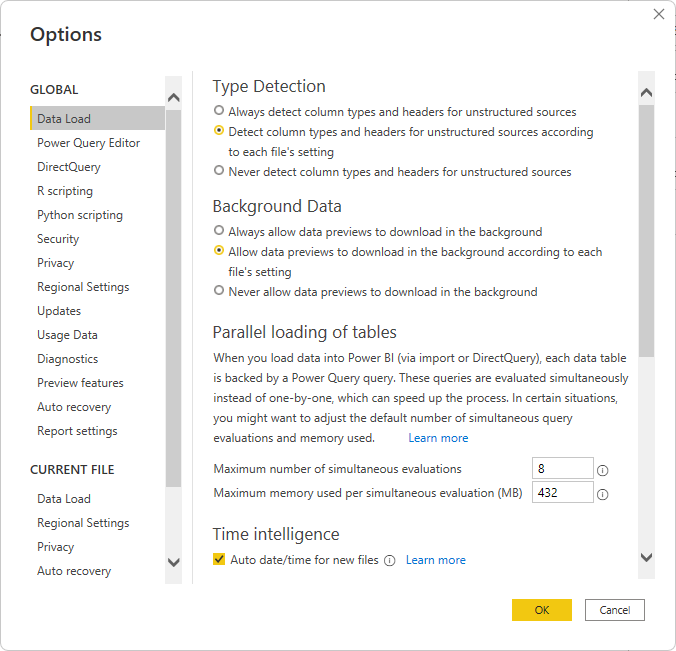 Options
GLOBAL
Data Load
Power Query Editor
DirectQuery
R scripting
Python scripting
Security
Privacy
Regional Settings
Updates
Usage Data
Diagnostics
Preview features
Auto recovery
Report settings
CURRENT FILE
Data Load
Regional Settings
Privacy
Auto recovery
Type Detection
Always detect column types and headers for unstructured sources
Detect column types and headers for unstructured sources according
to each file's setting
Never detect column types and headers for unstructured sources
Background Data
Always allow data previews to download in the background
Allow data previews to download in the background according to each
file's setting
Never allow data previews to download in the background
Parallel loading of tables
When you load data into Power BI (via import or DirectQuery), each data table
is backed by a Power Query query. These queries are evaluated simultaneously
instead of one-by-one, which can speed up the process. In certain situations,
you might want to adjust the default number of simultaneous query
evaluations and memory used. Learn more
Maximum number of simultaneous evaluations 8
Maximum memory used per simultaneous evaluation (MB) 432
Time intelligence
Auto date/time for new files Learn more
OK Cancel